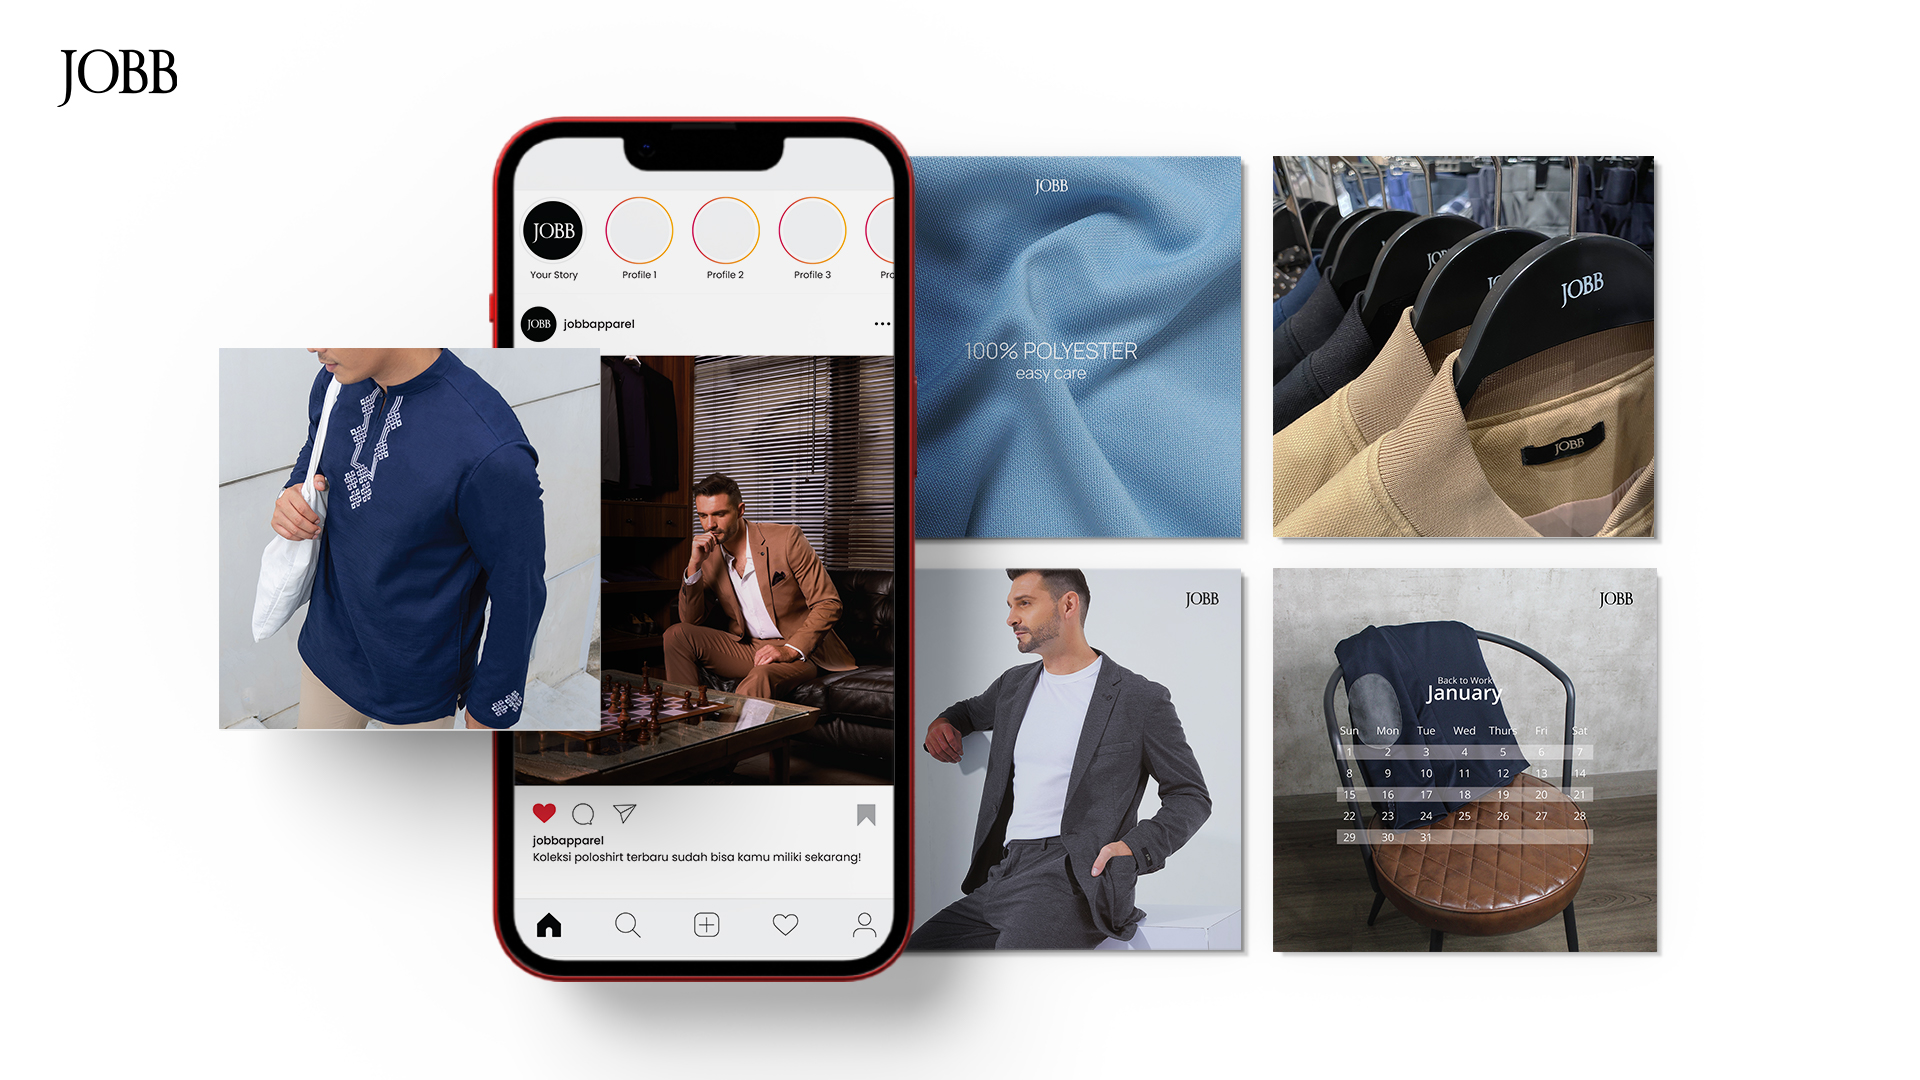 JOBB
JOBB
Your Story
Profile 1
Profile 2
Profile 3
Pro
JOBB
jobbapparel
jobbapparel
Koleksi poloshirt terbaru sudah bisa kamu miliki sekarang!
JOBB
100% POLYESTER
easy care
JOBB
JOBB
JOBB
JOBB
Back to Work
January
Sun Mon Tue Wed Thurs Fri Sat
1 2 3 4 5 6 7
8 9 10 11 12 13 14
15 16 17 18 19 20 21
22 23 24 25 26 27 28
29 30 31